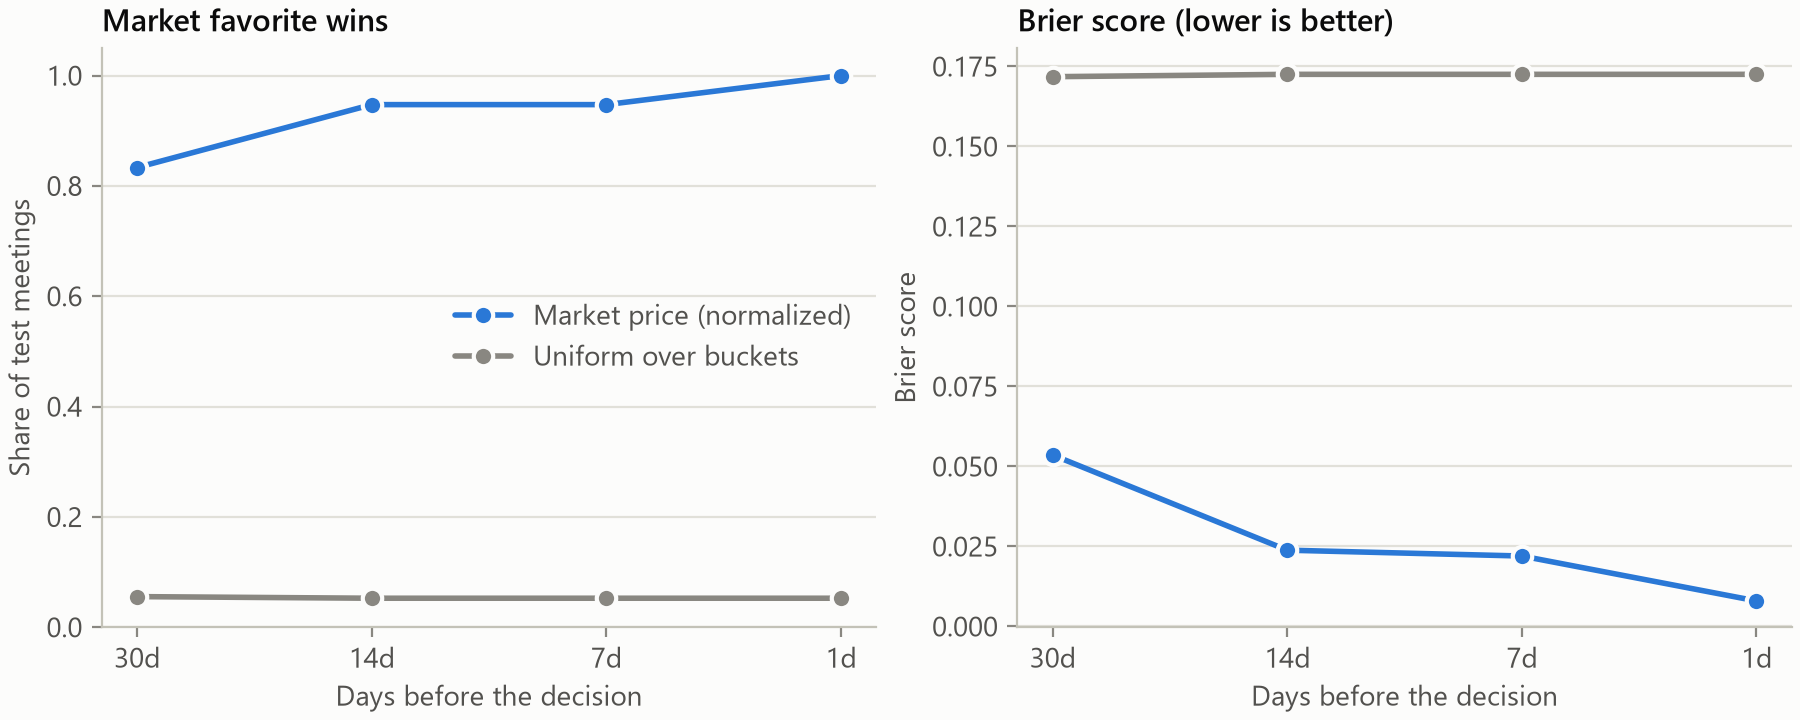 Market favorite wins
Share of test meetings
1.0
0.8
0.6
0.4
0.2
0.0
Market price (normalized)
Uniform over buckets
30d
14d
7d
1d
Days before the decision
Brier score (lower is better)
Brier score
0.175
0.150
0.125
0.100
0.075
0.050
0.025
0.000
30d
14d
7d
1d
Days before the decision